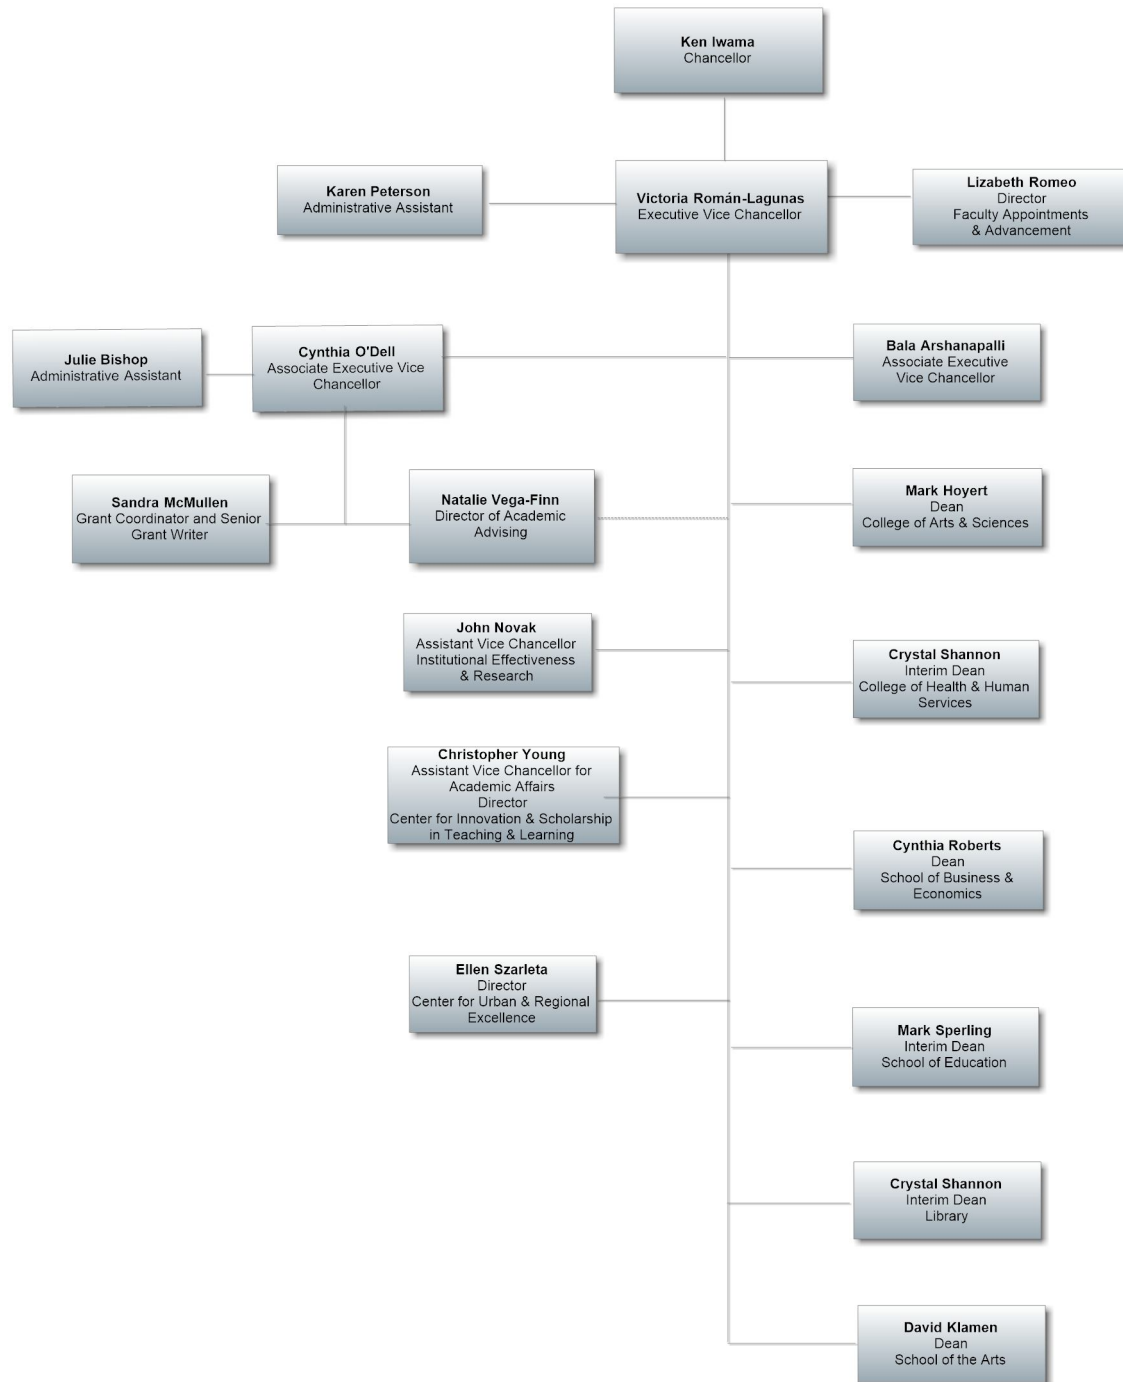 Ken Iwama
Chancellor
Karen Peterson
Administrative Assistant
Victoria Román-Lagunas
Executive Vice Chancellor
Lizabeth Romeo
Director
Faculty Appointments
& Advancement
Julie Bishop
Administrative Assistant
Cynthia O'Dell
Associate Executive Vice
Chancellor
Bala Arshanapalli
Associate Executive
Vice Chancellor
Sandra McMullen
Grant Coordinator and Senior
Grant Writer
Natalie Vega-Finn
Director of Academic
Advising
Mark Hoyert
Dean
College of Arts & Sciences
John Novak
Assistant Vice Chancellor
Institutional Effectiveness
& Research
Crystal Shannon
Interim Dean
College of Health & Human
Services
Christopher Young
Assistant Vice Chancellor for
Academic Affairs
Director
Center for Innovation & Scholarship
in Teaching & Learning
Cynthia Roberts
Dean
School of Business &
Economics
Ellen Szarleta
Director
Center for Urban & Regional
Excellence
Mark Sperling
Interim Dean
School of Education
Crystal Shannon
Interim Dean
Library
David Klamen
Dean
School of the Arts